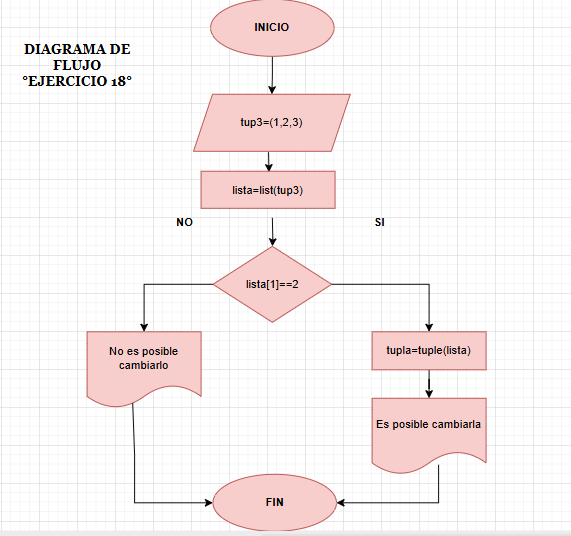 INICIO
DIAGRAMA DE
FLUJO
°EJERCICIO 18°
tup3=(1,2,3)
lista=list(tup3)
NO
SI
lista[1]==2
No es posible
cambiarlo
tupla=tuple(lista)
Es posible cambiarla
FIN